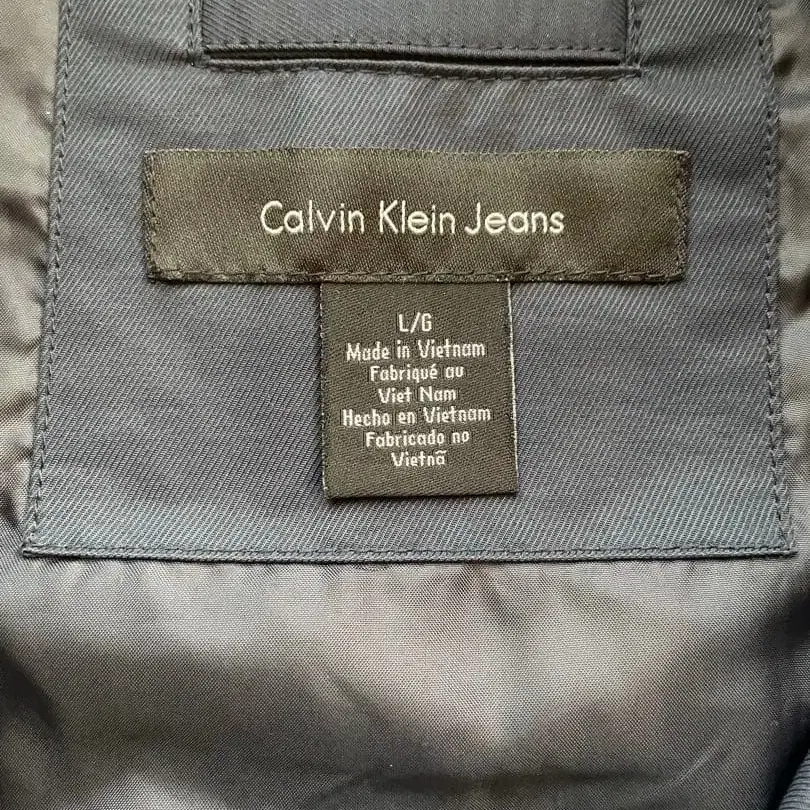 Calvin Klein Jeans
L/G
Made in Vietnam
Fabriqué au
Viet Nam
Hecho en Vietnam
Fabricado no
Vietnã